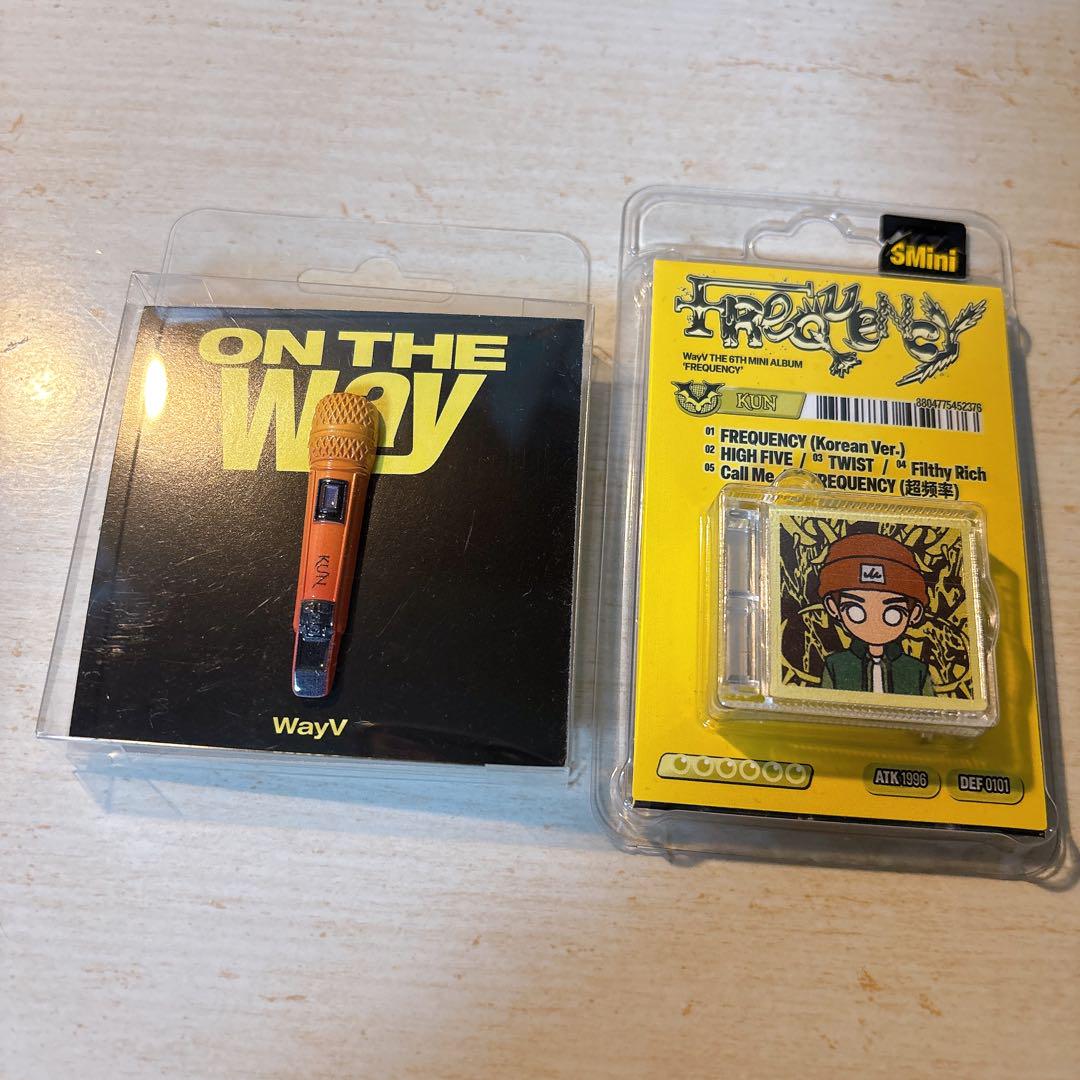 ON THE
Way
KUN
WayV
SMini
FREQUENCY
WayV THE 6TH MINI ALBUM
'FREQUENCY'
KUN
8804775452376
01 FREQUENCY (Korean Ver.)
02 HIGH FIVE / 03 TWIST / 04 Filthy Rich
05 Call Me FREQUENCY (超频率)
ATK 1996
DEF 0101